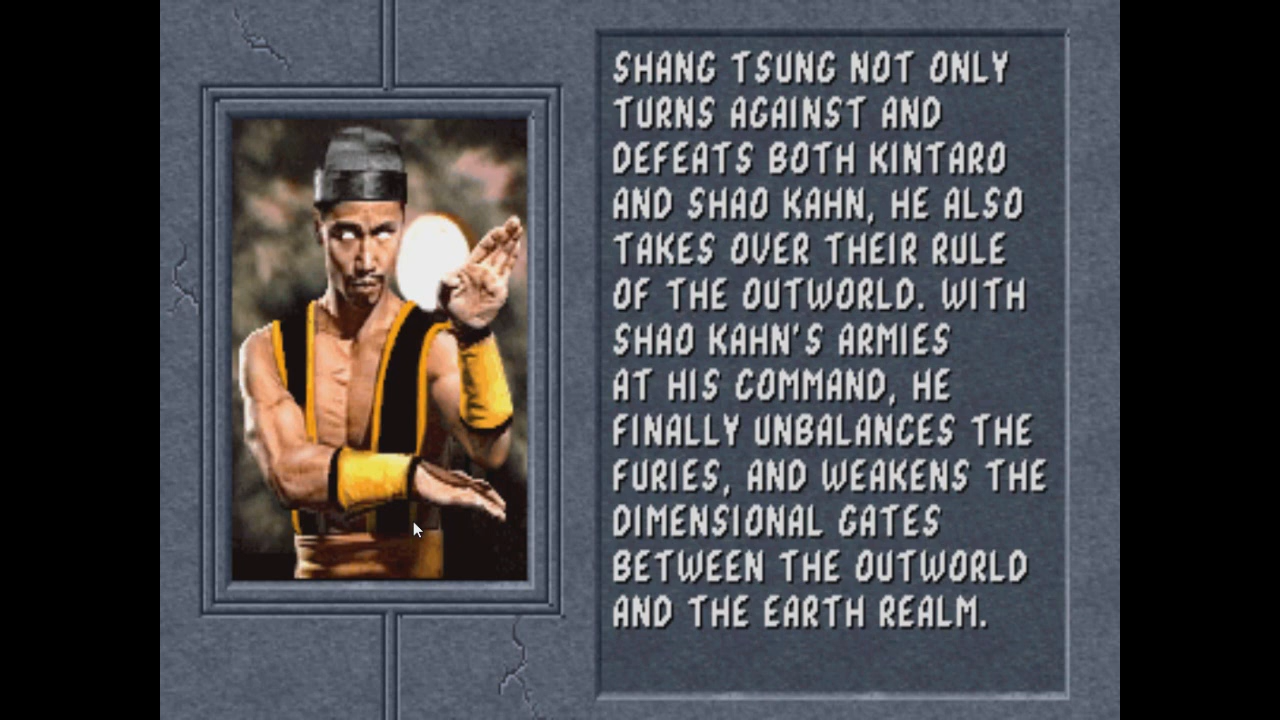 SHANG TSUNG NOT ONLY
TURNS AGAINST AND
DEFEATS BOTH KINTARO
AND SHAO KAHN, HE ALSO
TAKES OVER THEIR RULE
OF THE OUTWORLD. WITH
SHAO KAHN'S ARMIES
AT HIS COMMAND, HE
FINALLY UNBALANCES THE
FURIES, AND WEAKENS THE
DIMENSIONAL GATES
BETWEEN THE OUTWORLD
AND THE EARTH REALM.